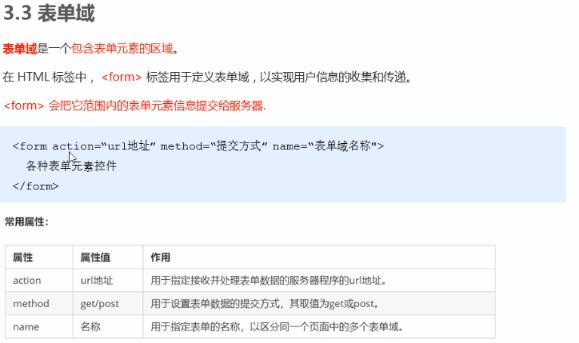 3.3 表单域
表单域是一个包含表单元素的区域。
在 HTML 标签中， <form> 标签用于定义表单域，以实现用户信息的收集和传递。
<form> 会把它范围内的表单元素信息提交给服务器.
<form action=“url地址” method=“提交方式” name=“表单域名称">
各种表单元素控件
</form>
常用属性：
属性 属性值 作用
action url地址 用于指定接收并处理表单数据的服务器程序的url地址。
method get/post 用于设置表单数据的提交方式，其取值为get或post。
name 名称 用于指定表单的名称，以区分同一个页面中的多个表单域。